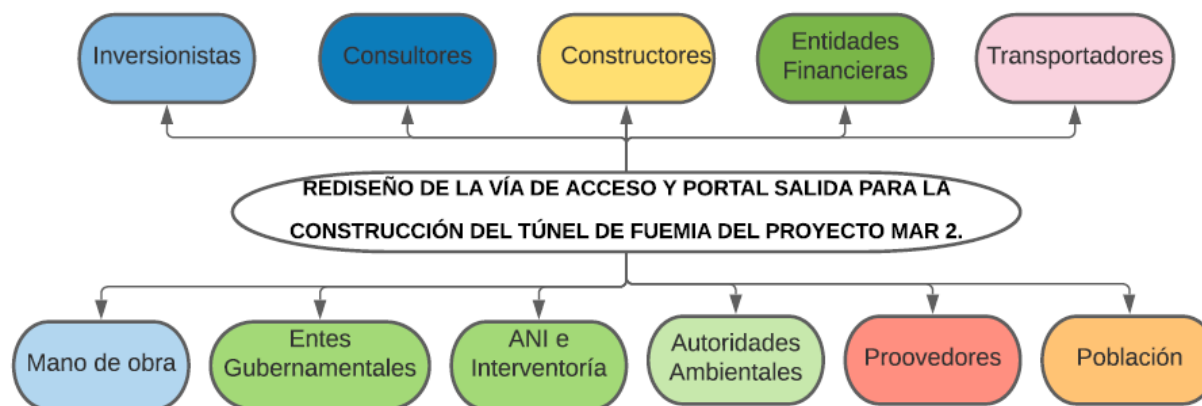 Inversionistas
Consultores
Constructores
Entidades
Financieras
Transportadores
REDISEÑO DE LA VÍA DE ACCESO Y PORTAL SALIDA PARA LA
CONSTRUCCIÓN DEL TÚNEL DE FUEMIA DEL PROYECTO MAR 2.
Mano de obra
Entes
Gubernamentales
ANI e
Interventoría
Autoridades
Ambientales
Proovedores
Población